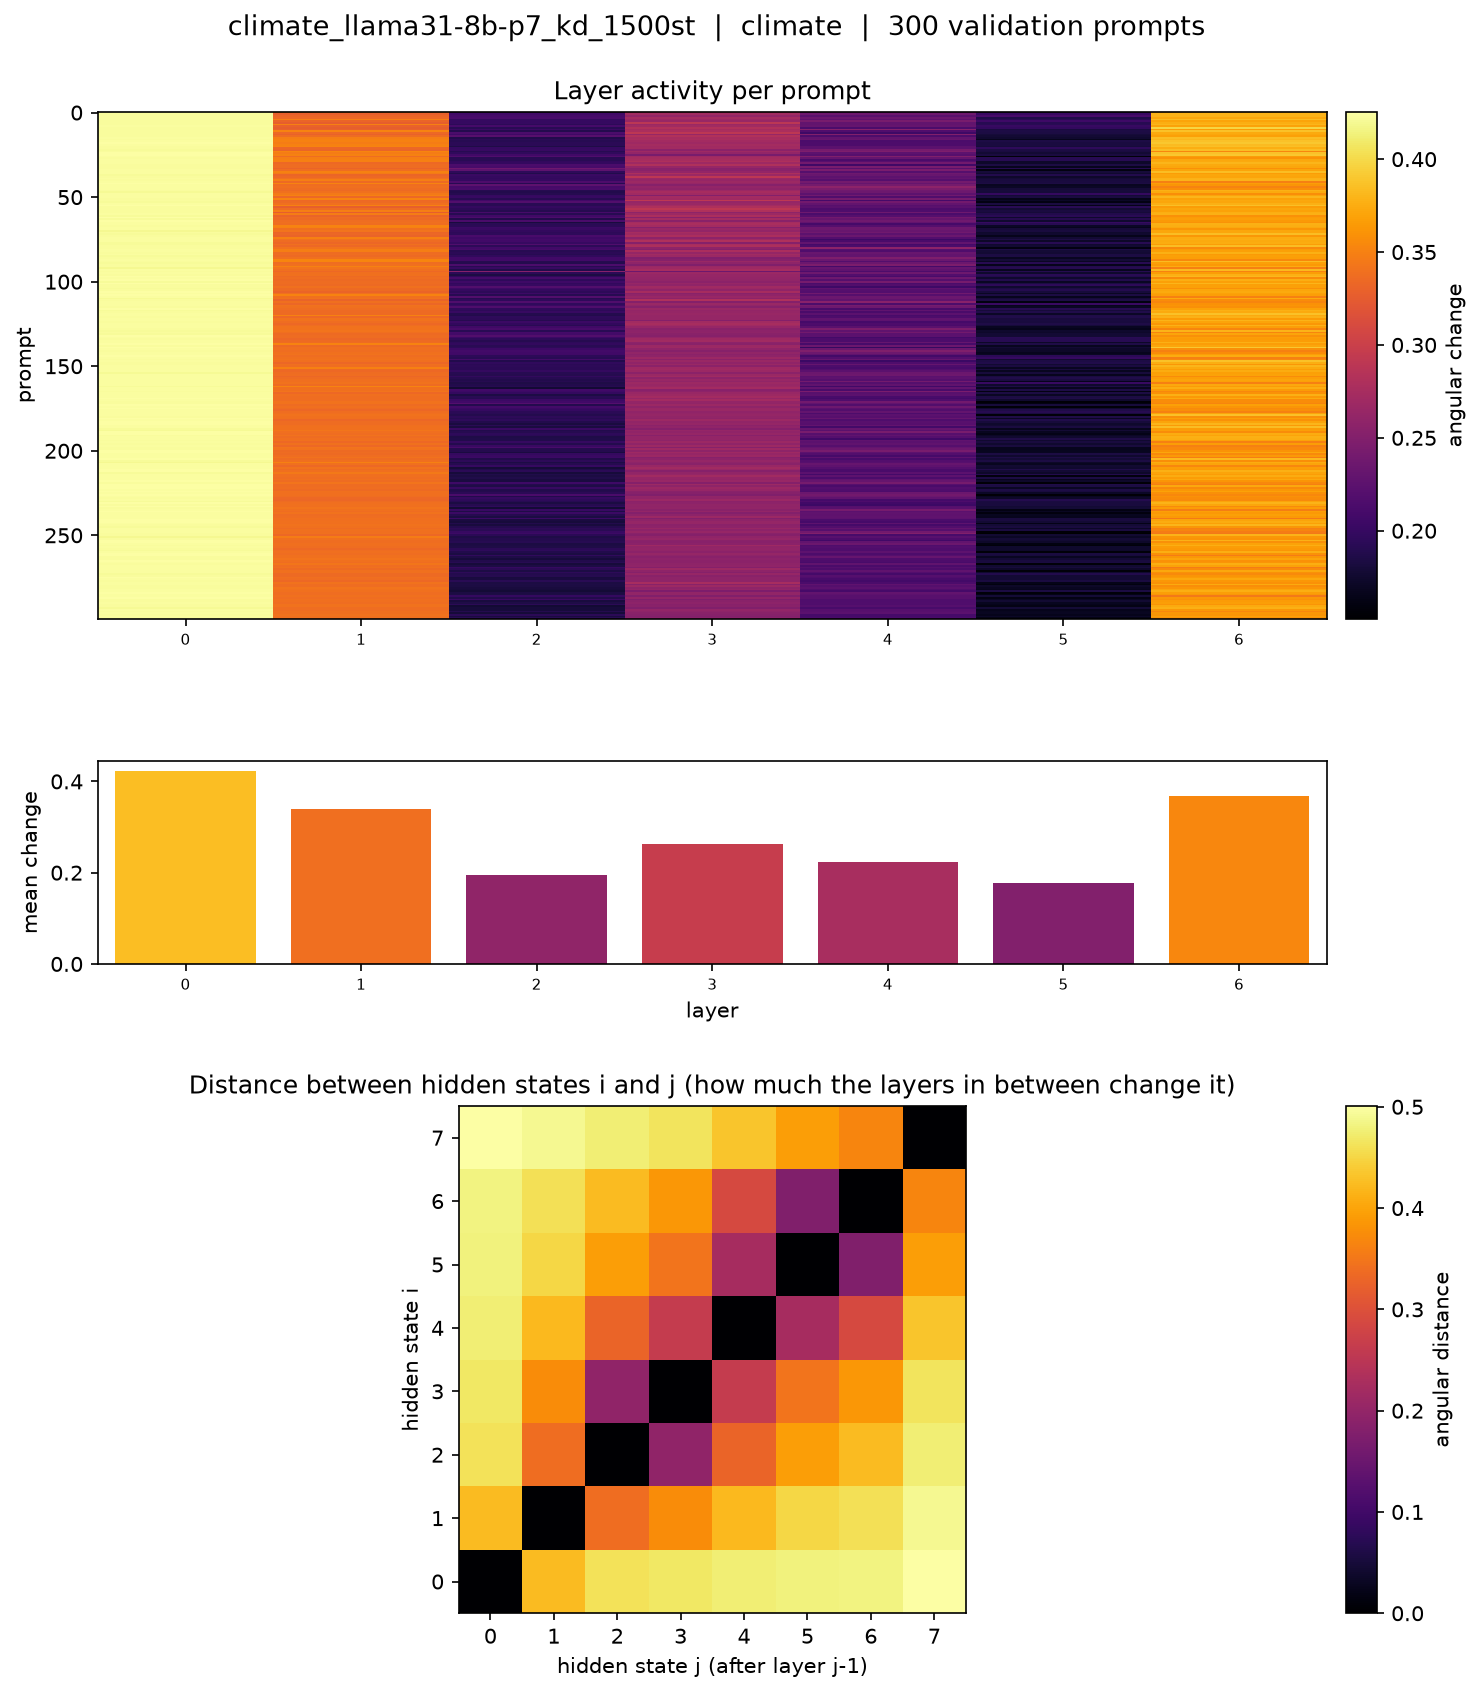 climate_llama31-8b-p7_kd_1500st | climate | 300 validation prompts
Layer activity per prompt
0
50
100
150
200
250
prompt
0 1 2 3 4 5 6
0.40
0.35
0.30
0.25
0.20
angular change
0.4
0.2
0.0
mean change
0 1 2 3 4 5 6
layer
Distance between hidden states i and j (how much the layers in between change it)
7
6
5
4
3
2
1
0
hidden state i
0 1 2 3 4 5 6 7
hidden state j (after layer j-1)
0.5
0.4
0.3
0.2
0.1
0.0
angular distance